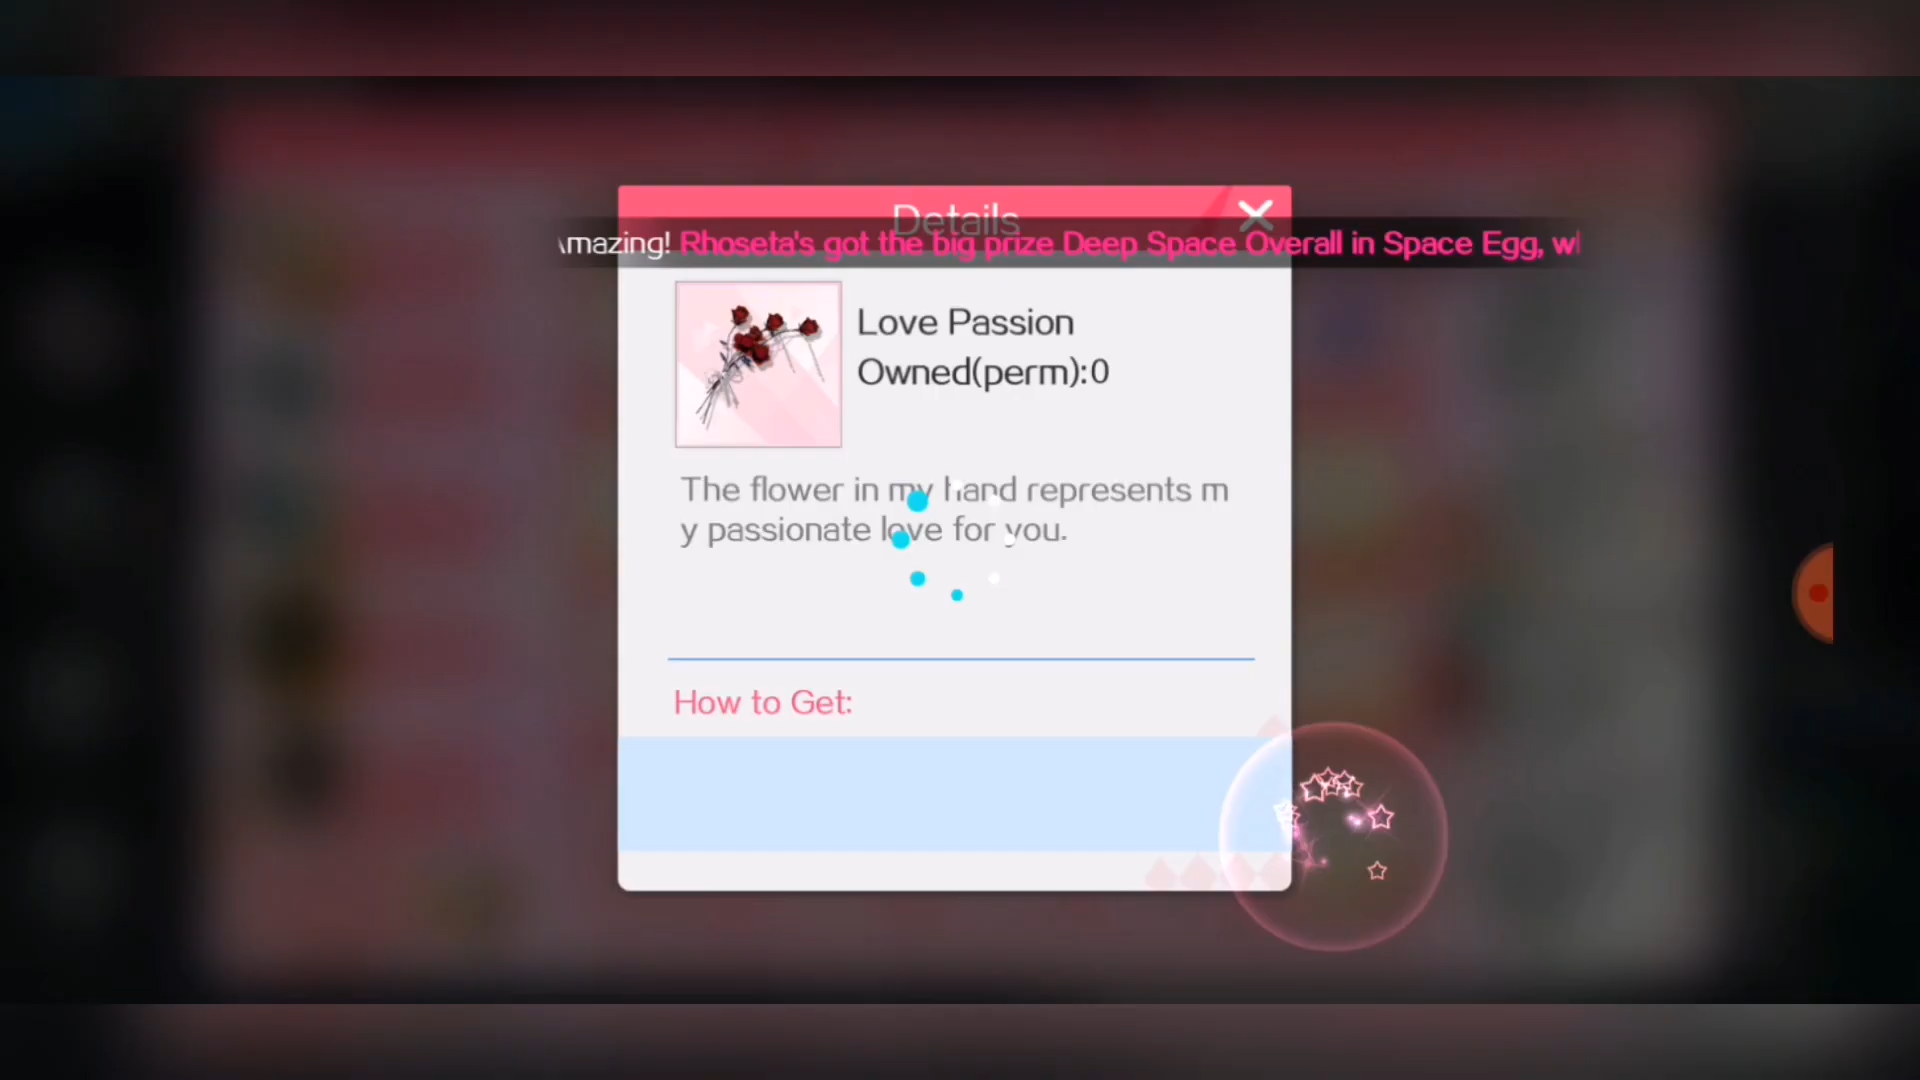 Details
Amazing! Rhoseta's got the big prize Deep Space Overall in Space Egg,
Love Passion
Owned(perm):0
The flower in my hand represents m
y passionate love for you.
How to Get: